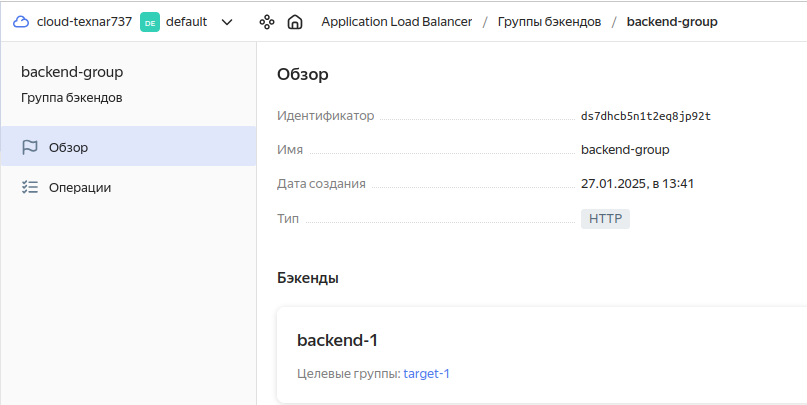 cloud-texnar737 DE default Application Load Balancer / Группы бэкендов / backend-group
backend-group
Группа бэкендов
Обзор
Операции
Обзор
Идентификатор ds7dhcb5n1t2eq8jp92t
Имя backend-group
Дата создания 27.01.2025, в 13:41
Тип HTTP
Бэкенды
backend-1
Целевые группы: target-1